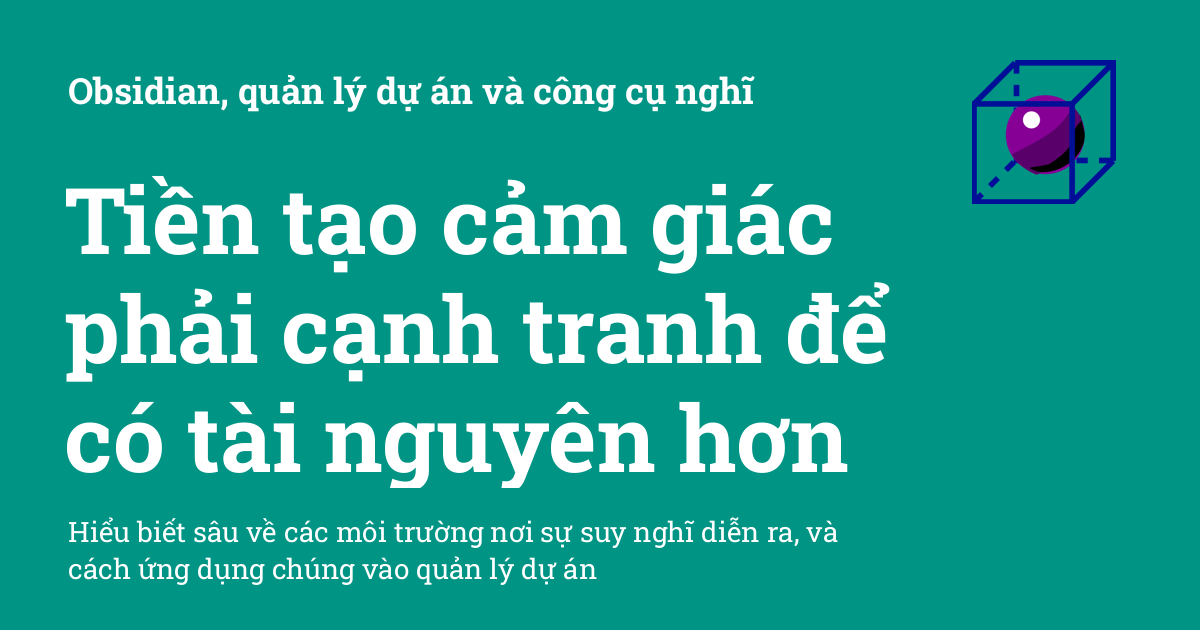 Obsidian, quản lý dự án và công cụ nghĩ
Tiền tạo cảm giác
phải cạnh tranh để
có tài nguyên hơn
Hiểu biết sâu về các môi trường nơi sự suy nghĩ diễn ra, và
cách ứng dụng chúng vào quản lý dự án